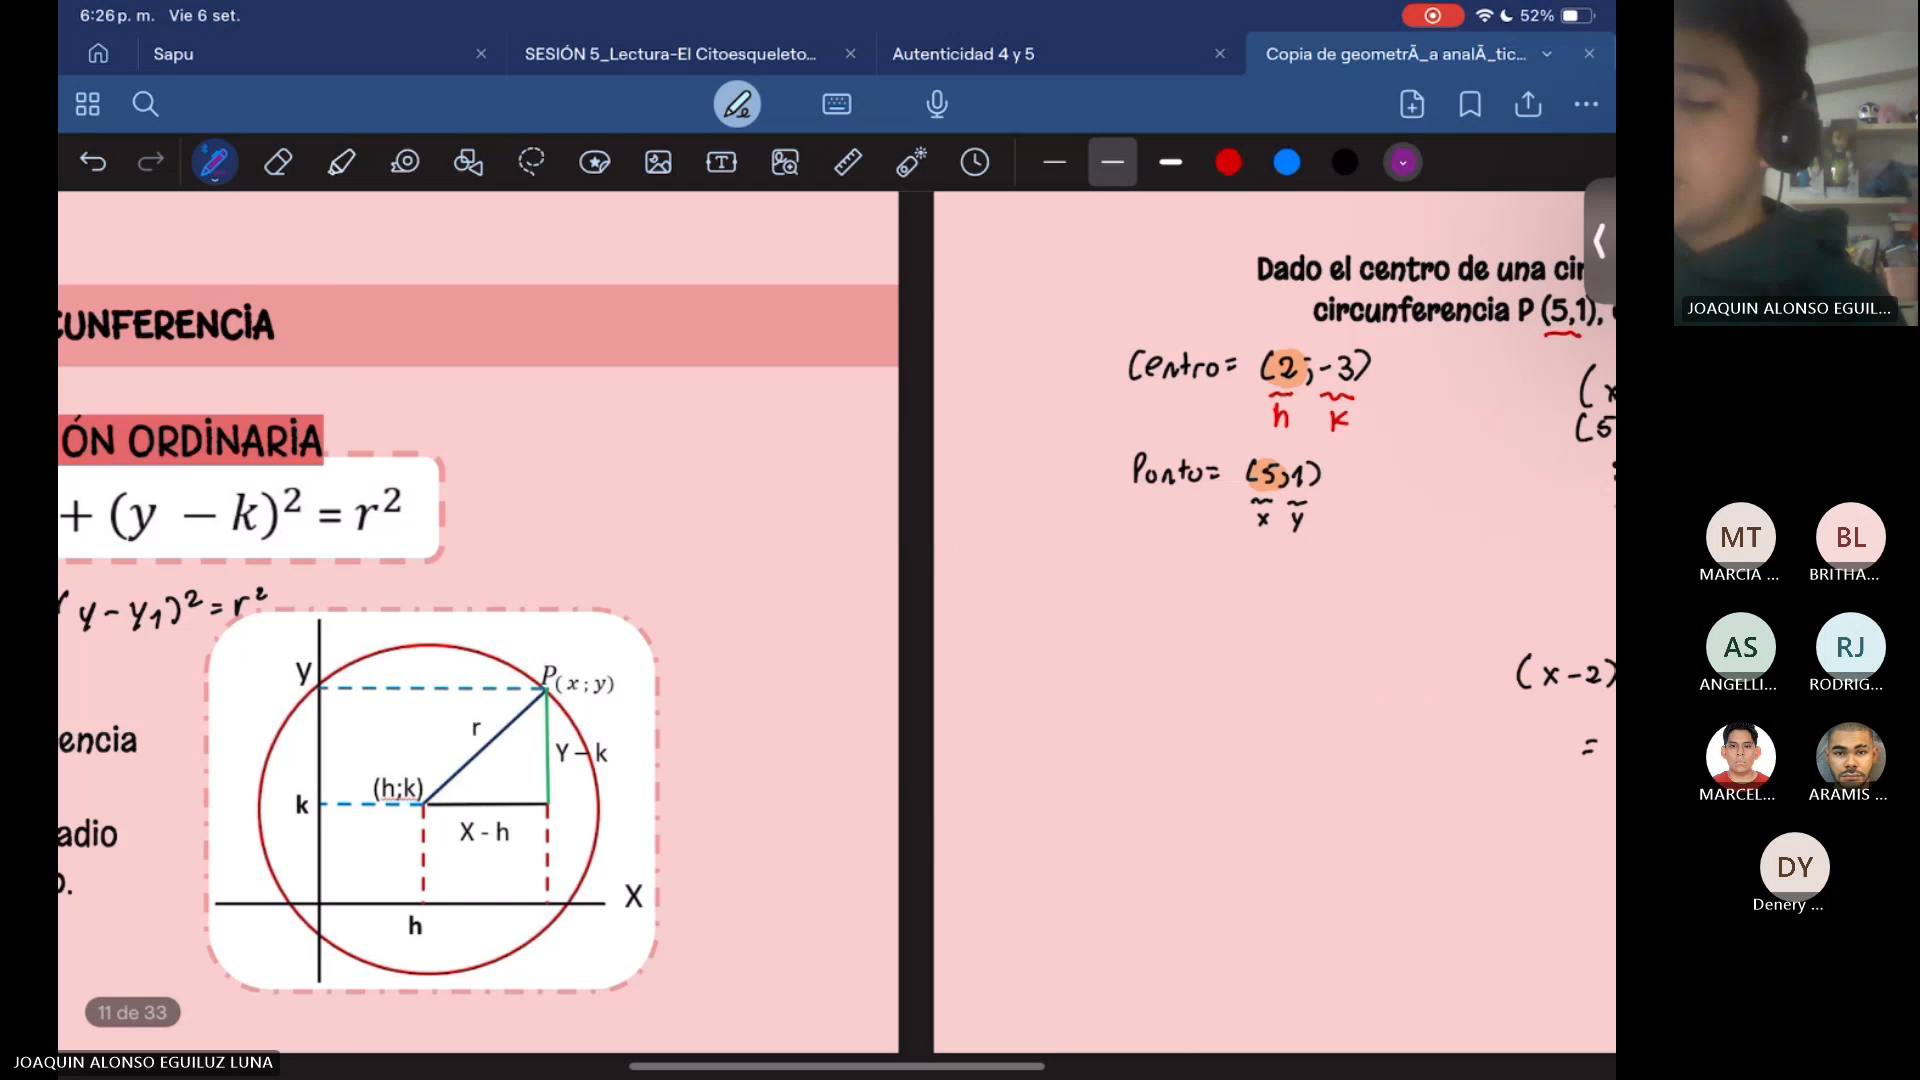 6:26 p. m. Vie 6 set.
52%
Sapu
SESIÓN 5_Lectura-El Citoesqueleto...
Autenticidad 4 y 5
Copia de geometrÃ_a analÃ_tic...
CUNFERENCIA
ÓN ORDINARIA
+ (y − k)² = r²
y - y₁)² = r²
encia
adio
o.
y
P(x ; y)
r
Y – k
(h;k)
k
X - h
X
h
11 de 33
Dado el centro de una cir
circunferencia P (5,1),
Centro = (2; -3)
h k
Punto = (5,1)
x y
(x
(5
(x-2)
=
JOAQUIN ALONSO EGUIL...
MT
MARCIA ...
BL
BRITHA...
AS
ANGELLI...
RJ
RODRIG...
MARCEL...
ARAMIS ...
DY
Denery ...
JOAQUIN ALONSO EGUILUZ LUNA